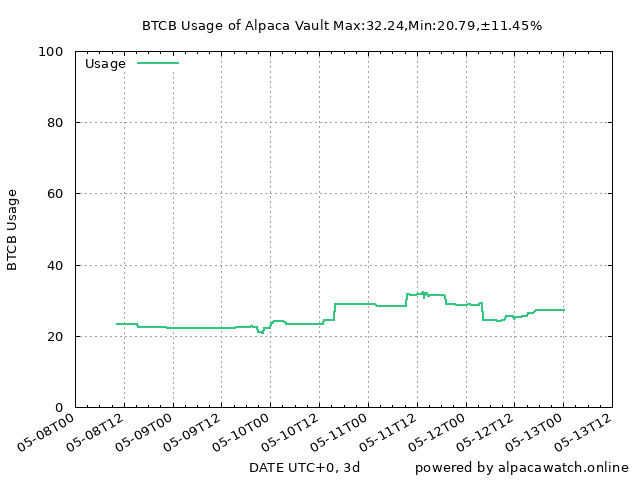 BTCB Usage of Alpaca Vault Max:32.24,Min:20.79,±11.45%
100
Usage
80
60
40
20
0
BTCB Usage
05-08T00
05-08T12
05-09T00
05-09T12
05-10T00
05-10T12
05-11T00
05-11T12
05-12T00
05-12T12
05-13T00
05-13T12
DATE UTC+0, 3d
powered by alpacawatch.online